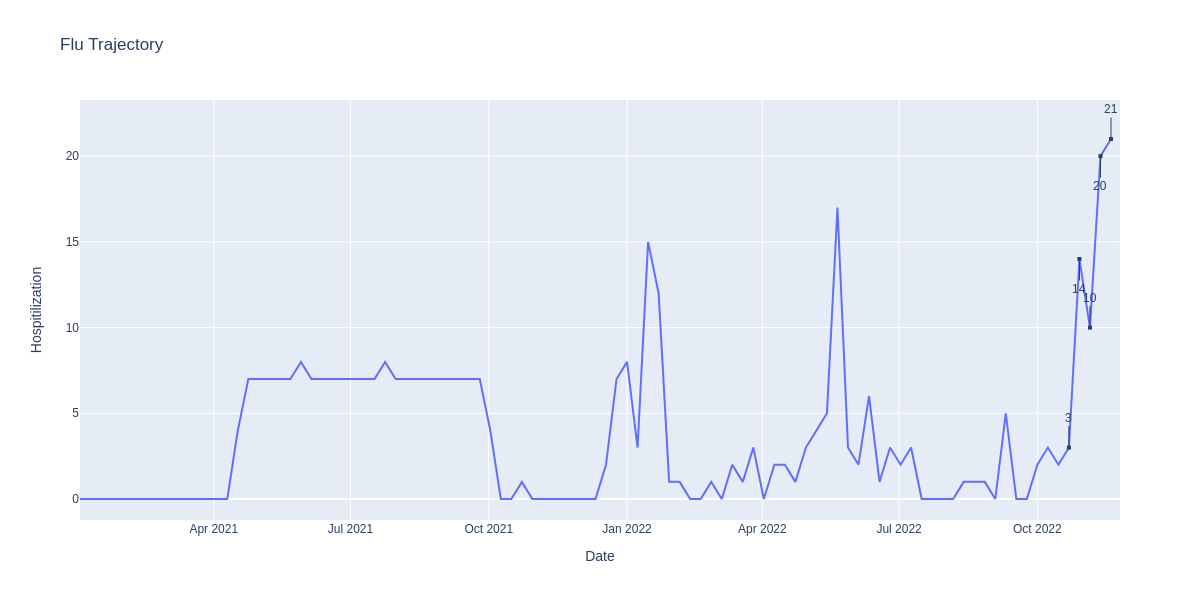 Flu Trajectory
21
20
20
15
14
10
10
5
3
0
Hospitilization
Apr 2021
Jul 2021
Oct 2021
Jan 2022
Apr 2022
Jul 2022
Oct 2022
Date